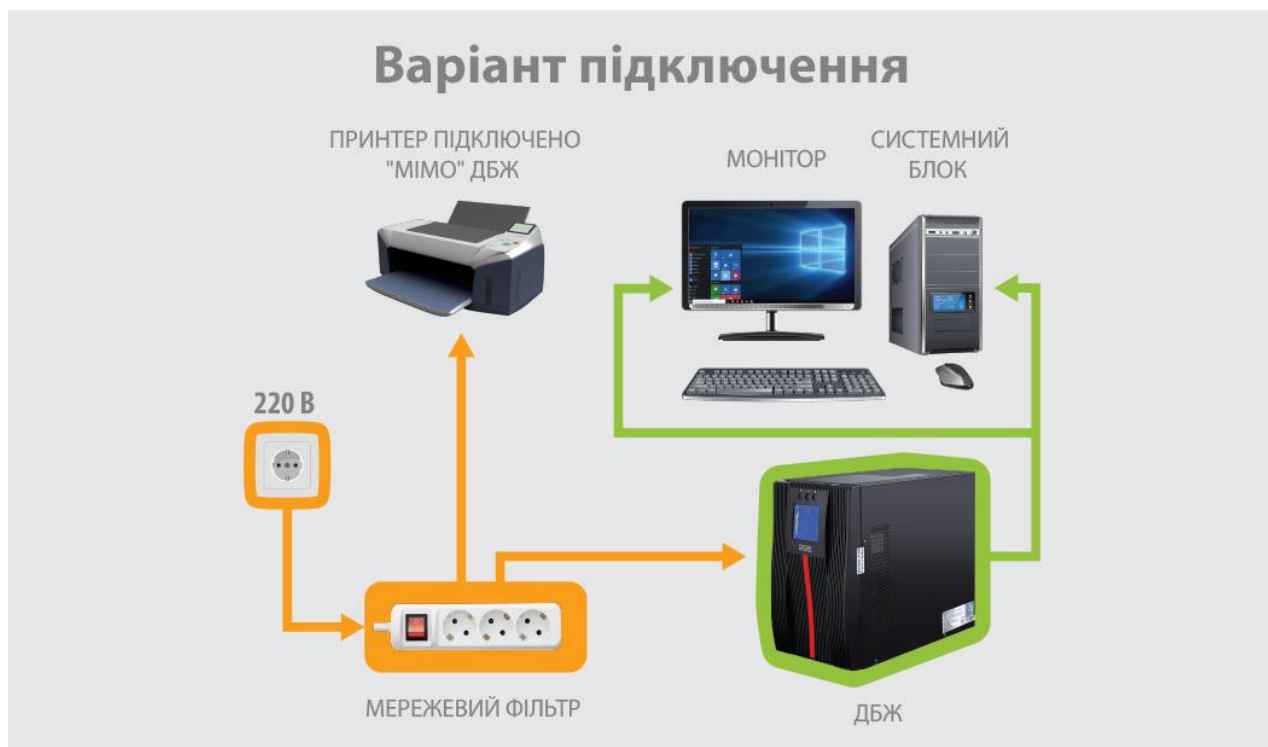 Варіант підключення
ПРИНТЕР ПІДКЛЮЧЕНО
"МІМО" ДБЖ
МОНІТОР
СИСТЕМНИЙ
БЛОК
220 В
МЕРЕЖЕВИЙ ФІЛЬТР
ДБЖ